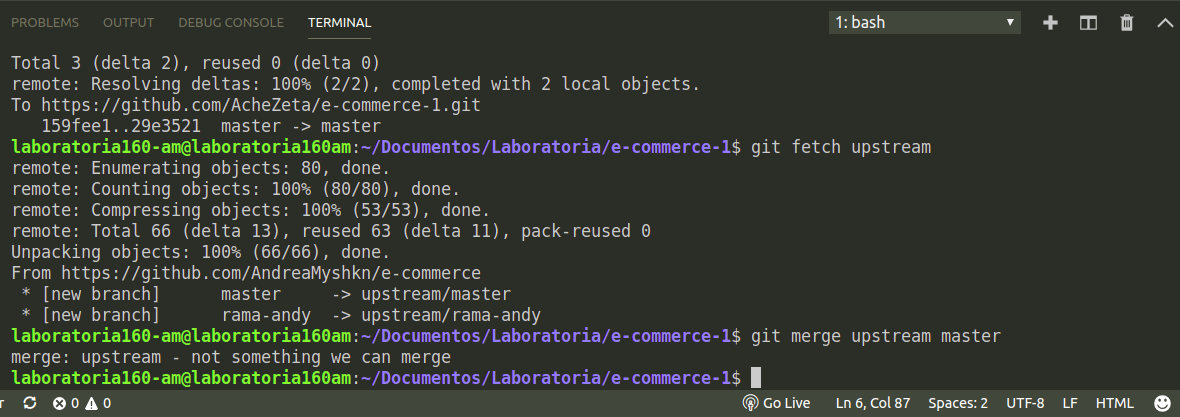 PROBLEMS OUTPUT DEBUG CONSOLE TERMINAL 1: bash
Total 3 (delta 2), reused 0 (delta 0)
remote: Resolving deltas: 100% (2/2), completed with 2 local objects.
To https://github.com/AcheZeta/e-commerce-1.git
   159fee1..29e3521  master -> master
laboratoria160-am@laboratoria160am:~/Documentos/Laboratoria/e-commerce-1$ git fetch upstream
remote: Enumerating objects: 80, done.
remote: Counting objects: 100% (80/80), done.
remote: Compressing objects: 100% (53/53), done.
remote: Total 66 (delta 13), reused 63 (delta 11), pack-reused 0
Unpacking objects: 100% (66/66), done.
From https://github.com/AndreaMyshkn/e-commerce
 * [new branch]      master     -> upstream/master
 * [new branch]      rama-andy  -> upstream/rama-andy
laboratoria160-am@laboratoria160am:~/Documentos/Laboratoria/e-commerce-1$ git merge upstream master
merge: upstream - not something we can merge
laboratoria160-am@laboratoria160am:~/Documentos/Laboratoria/e-commerce-1$
0 0 Go Live Ln 6, Col 87 Spaces: 2 UTF-8 LF HTML